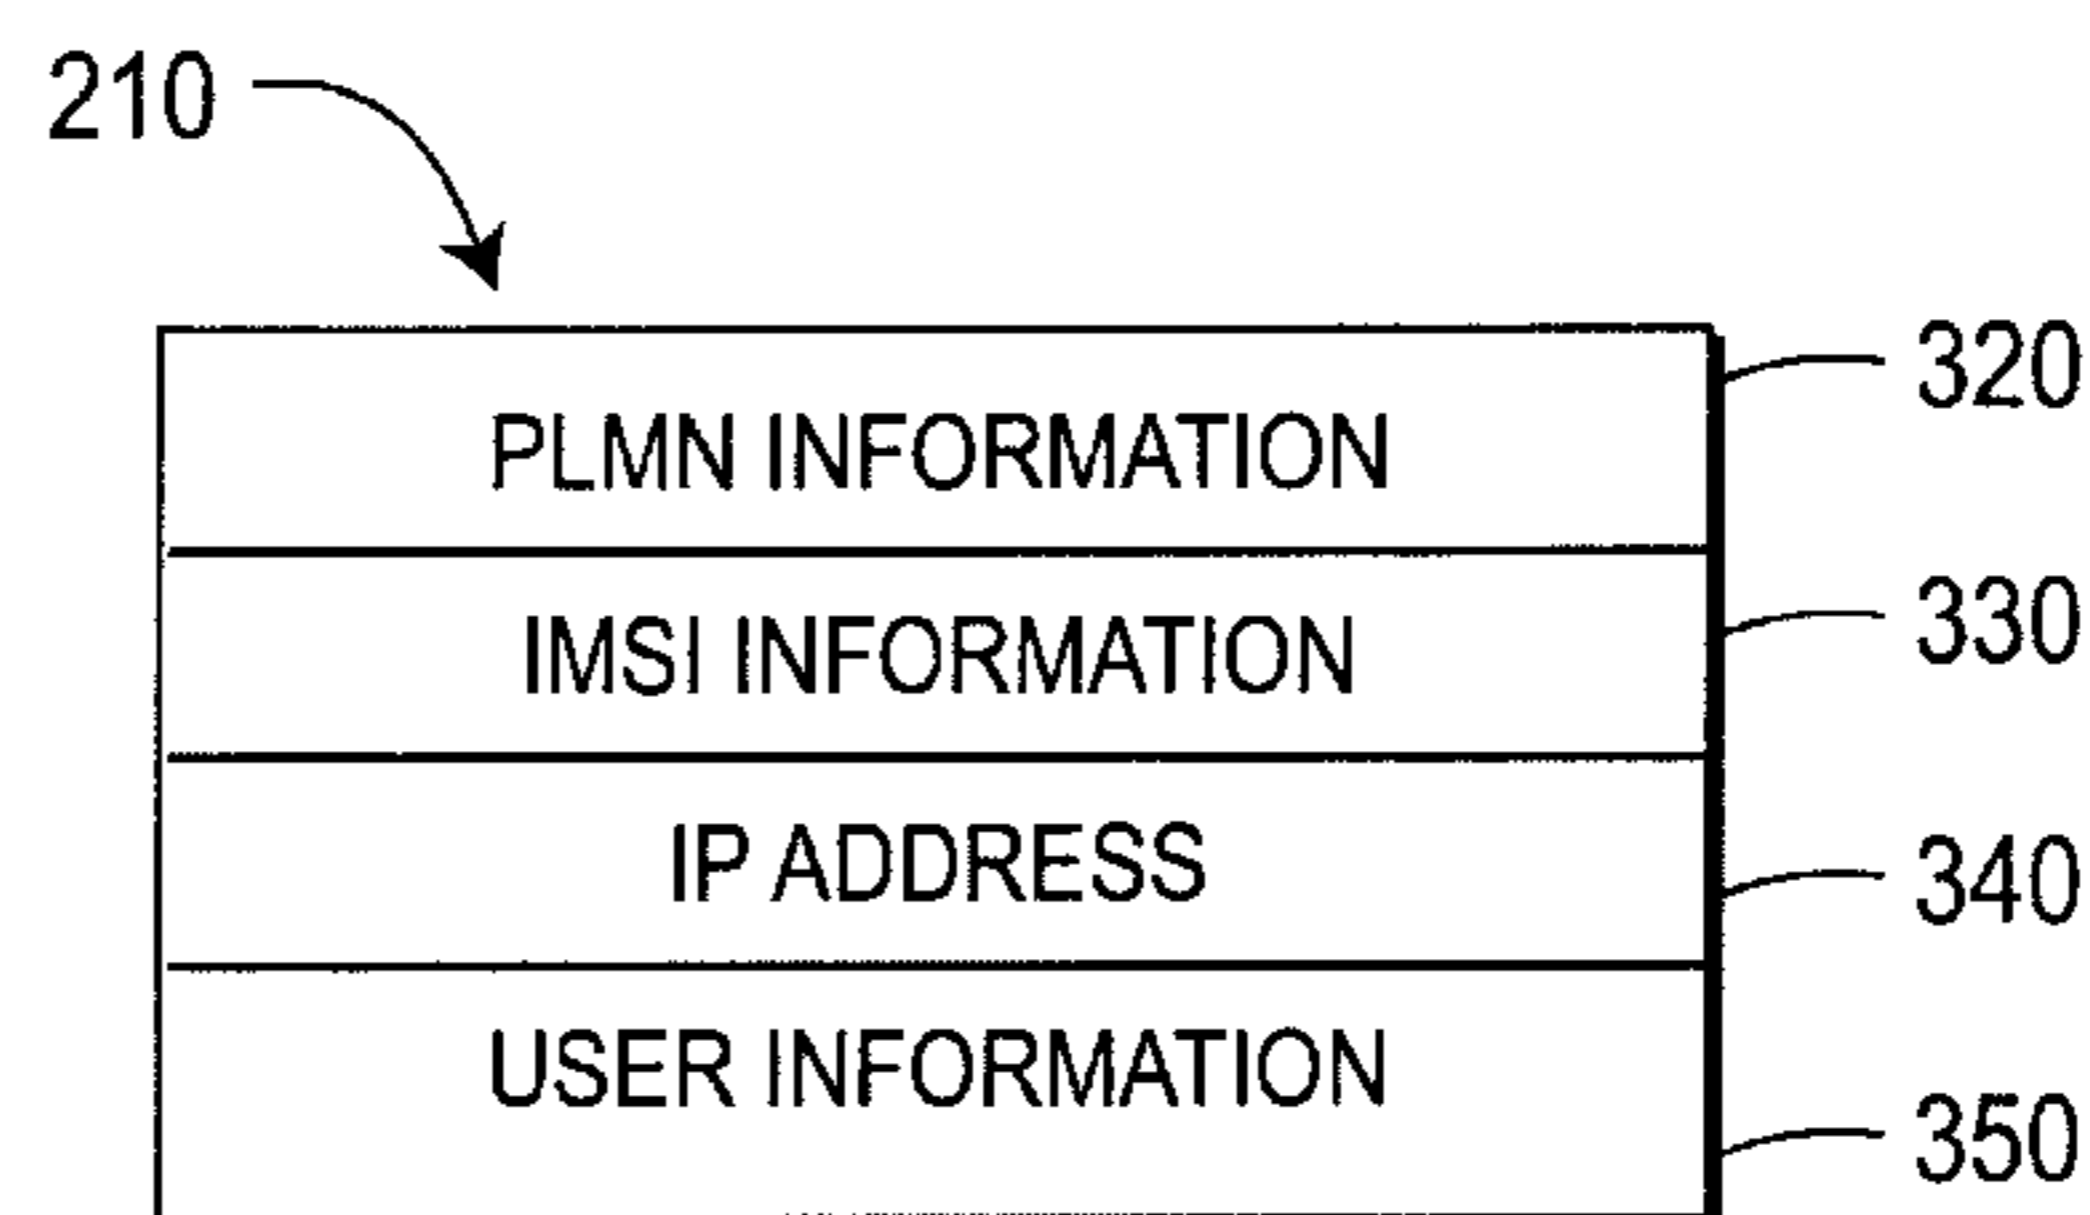 210
320
PLMN INFORMATION
330
IMSI INFORMATION
340
IP ADDRESS
350
USER INFORMATION